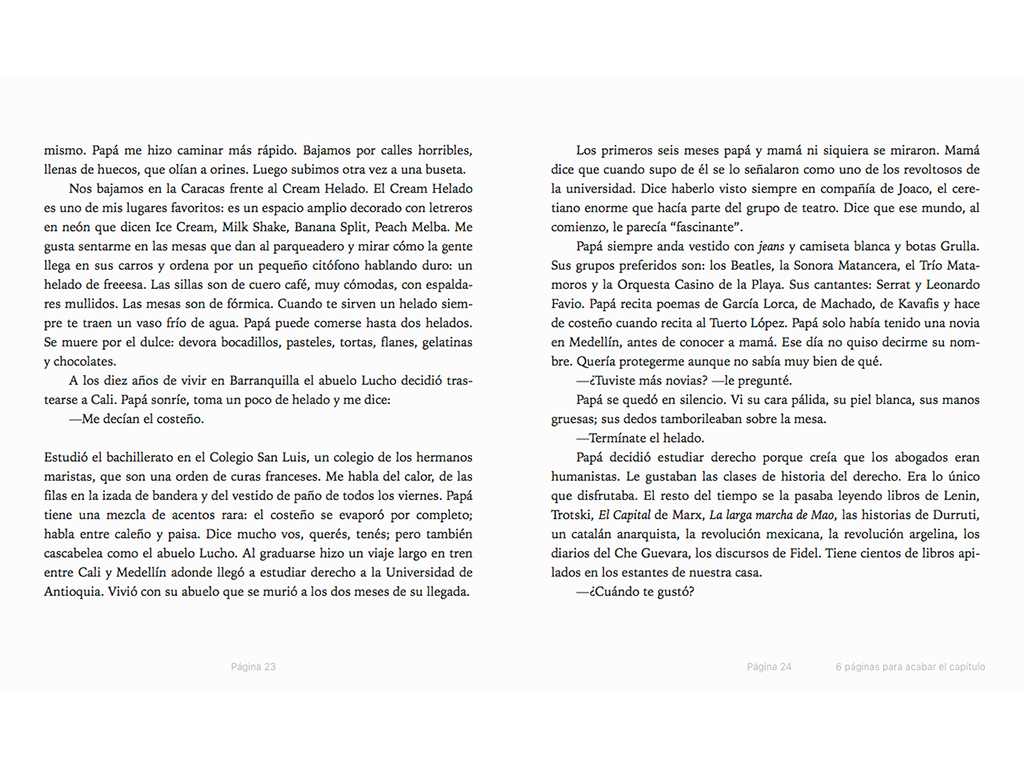 mismo. Papá me hizo caminar más rápido. Bajamos por calles horribles,
llenas de huecos, que olían a orines. Luego subimos otra vez a una buseta.
Nos bajamos en la Caracas frente al Cream Helado. El Cream Helado
es uno de mis lugares favoritos: es un espacio amplio decorado con letreros
en neón que dicen Ice Cream, Milk Shake, Banana Split, Peach Melba. Me
gusta sentarme en las mesas que dan al parqueadero y mirar cómo la gente
llega en sus carros y ordena por un pequeño citófono hablando duro: un
helado de freeesa. Las sillas son de cuero café, muy cómodas, con espalda-
res mullidos. Las mesas son de fórmica. Cuando te sirven un helado siem-
pre te traen un vaso frío de agua. Papá puede comerse hasta dos helados.
Se muere por el dulce: devora bocadillos, pasteles, tortas, flanes, gelatinas
y chocolates.
A los diez años de vivir en Barranquilla el abuelo Lucho decidió tras-
tearse a Cali. Papá sonríe, toma un poco de helado y me dice:
—Me decían el costeño.
Estudió el bachillerato en el Colegio San Luis, un colegio de los hermanos
maristas, que son una orden de curas franceses. Me habla del calor, de las
filas en la izada de bandera y del vestido de paño de todos los viernes. Papá
tiene una mezcla de acentos rara: el costeño se evaporó por completo;
habla entre caleño y paisa. Dice mucho vos, querés, tenés; pero también
cascabelea como el abuelo Lucho. Al graduarse hizo un viaje largo en tren
entre Cali y Medellín adonde llegó a estudiar derecho a la Universidad de
Antioquia. Vivió con su abuelo que se murió a los dos meses de su llegada.
Página 23
Los primeros seis meses papá y mamá ni siquiera se miraron. Mamá
dice que cuando supo de él se lo señalaron como uno de los revoltosos de
la universidad. Dice haberlo visto siempre en compañía de Joaco, el cere-
tiano enorme que hacía parte del grupo de teatro. Dice que ese mundo, al
comienzo, le parecía “fascinante”.
Papá siempre anda vestido con jeans y camiseta blanca y botas Grulla.
Sus grupos preferidos son: los Beatles, la Sonora Matancera, el Trío Mata-
moros y la Orquesta Casino de la Playa. Sus cantantes: Serrat y Leonardo
Favio. Papá recita poemas de García Lorca, de Machado, de Kavafis y hace
de costeño cuando recita al Tuerto López. Papá solo había tenido una novia
en Medellín, antes de conocer a mamá. Ese día no quiso decirme su nom-
bre. Quería protegerme aunque no sabía muy bien de qué.
—¿Tuviste más novias? —le pregunté.
Papá se quedó en silencio. Vi su cara pálida, su piel blanca, sus manos
gruesas; sus dedos tamborileaban sobre la mesa.
—Termínate el helado.
Papá decidió estudiar derecho porque creía que los abogados eran
humanistas. Le gustaban las clases de historia del derecho. Era lo único
que disfrutaba. El resto del tiempo se la pasaba leyendo libros de Lenin,
Trotski, El Capital de Marx, La larga marcha de Mao, las historias de Durruti,
un catalán anarquista, la revolución mexicana, la revolución argelina, los
diarios del Che Guevara, los discursos de Fidel. Tiene cientos de libros api-
lados en los estantes de nuestra casa.
—¿Cuándo te gustó?
Página 24
6 páginas para acabar el capítulo